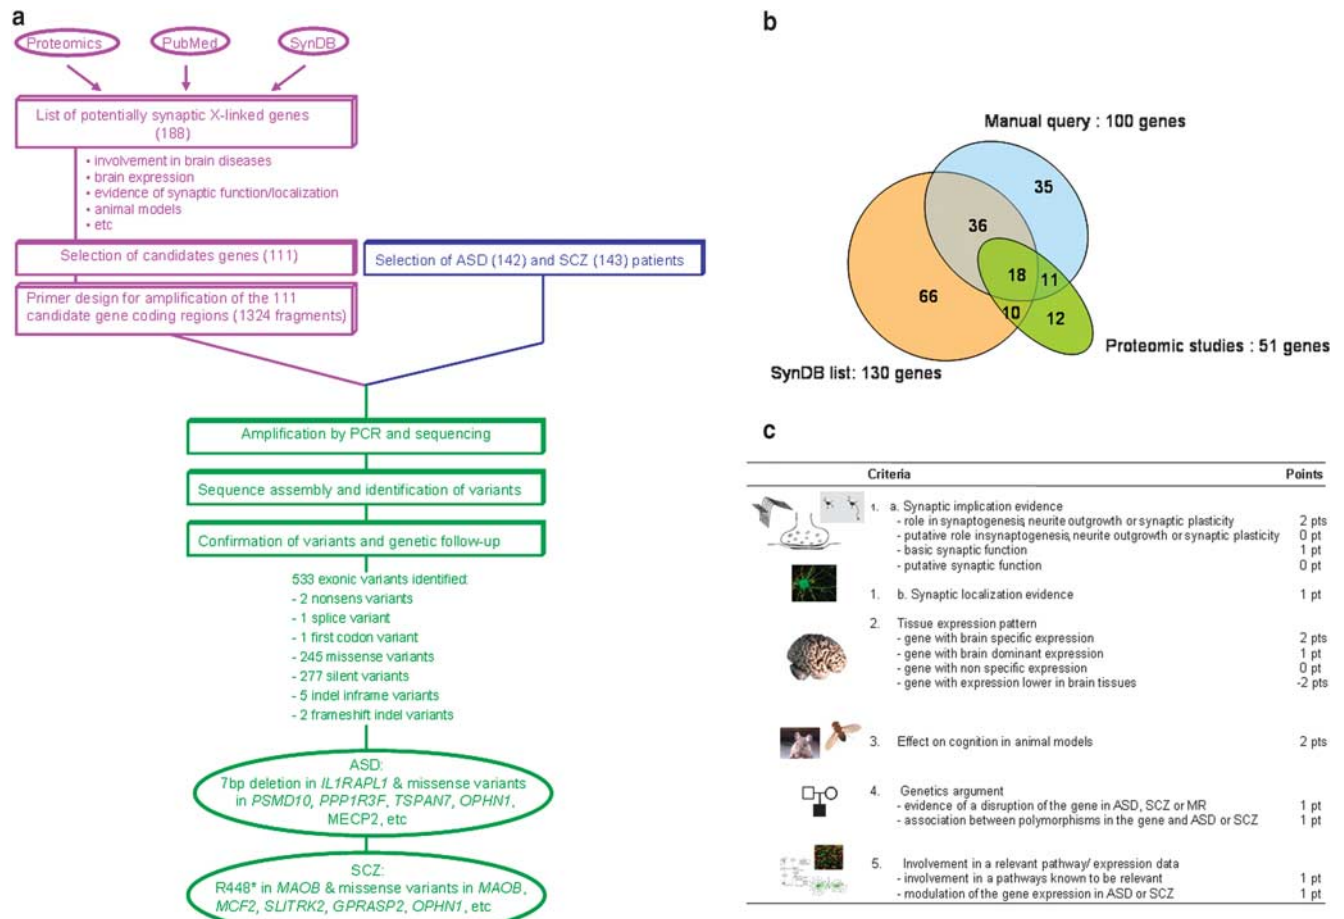 a
Proteomics
PubMed
SynDB
List of potentially synaptic X-linked genes
(188)
• involvement in brain diseases
• brain expression
• evidence of synaptic function/localization
• animal models
• etc
Selection of candidates genes (111)
Selection of ASD (142) and SCZ (143) patients
Primer design for amplification of the 111
candidate gene coding regions (1324 fragments)
Amplification by PCR and sequencing
Sequence assembly and identification of variants
Confirmation of variants and genetic follow-up
533 exonic variants identified:
- 2 nonsens variants
- 1 splice variant
- 1 first codon variant
- 245 missense variants
- 277 silent variants
- 5 indel inframe variants
- 2 frameshift indel variants
ASD:
7bp deletion in IL1RAPL1 & missense variants
in PSMD10, PPP1R3F, TSPAN7, OPHN1,
MECP2, etc
SCZ:
R448* in MAOB & missense variants in MAOB,
MCF2, SLITRK2, GPRASP2, OPHN1, etc
b
Manual query : 100 genes
35
36
18
11
66
10
12
Proteomic studies : 51 genes
SynDB list: 130 genes
c
Criteria Points
1. a. Synaptic implication evidence
- role in synaptogenesis, neurite outgrowth or synaptic plasticity 2 pts
- putative role insynaptogenesis, neurite outgrowth or synaptic plasticity 0 pt
- basic synaptic function 1 pt
- putative synaptic function 0 pt
1. b. Synaptic localization evidence 1 pt
2. Tissue expression pattern
- gene with brain specific expression 2 pts
- gene with brain dominant expression 1 pt
- gene with non specific expression 0 pt
- gene with expression lower in brain tissues -2 pts
3. Effect on cognition in animal models 2 pts
4. Genetics argument
- evidence of a disruption of the gene in ASD, SCZ or MR 1 pt
- association between polymorphisms in the gene and ASD or SCZ 1 pt
5. Involvement in a relevant pathway/ expression data
- involvement in a pathways known to be relevant 1 pt
- modulation of the gene expression in ASD or SCZ 1 pt